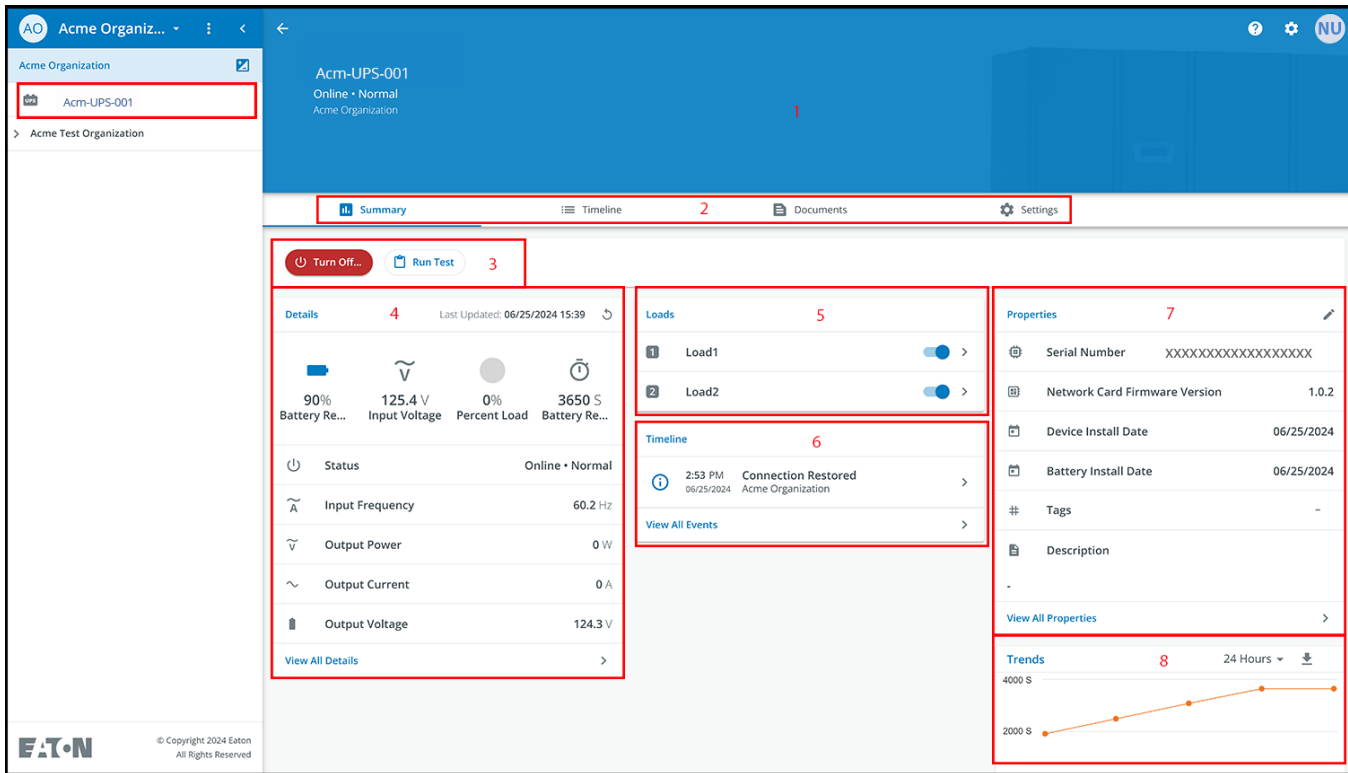 AO Acme Organiz...
NU
Acme Organization
UPS Acm-UPS-001
Acme Test Organization
Acm-UPS-001
Online • Normal
Acme Organization
1
Summary Timeline 2 Documents Settings
Turn Off... Run Test 3
Details 4 Last Updated: 06/25/2024 15:39
90% 125.4 V 0% 3650 S
Battery Re... Input Voltage Percent Load Battery Re...
Status Online • Normal
Input Frequency 60.2 Hz
Output Power 0 W
Output Current 0 A
Output Voltage 124.3 V
View All Details
Loads 5
1 Load1
2 Load2
Timeline 6
2:53 PM Connection Restored
06/25/2024 Acme Organization
View All Events
Properties 7
Serial Number XXXXXXXXXXXXXXXXXX
Network Card Firmware Version 1.0.2
Device Install Date 06/25/2024
Battery Install Date 06/25/2024
Tags –
Description
-
View All Properties
Trends 8 24 Hours
4000 S
2000 S
EATON
© Copyright 2024 Eaton
All Rights Reserved